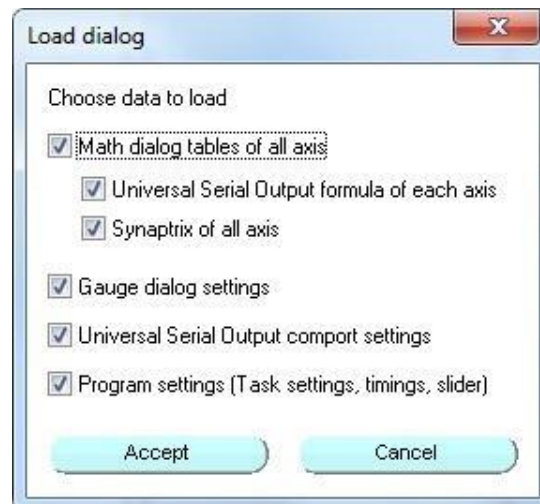 Load dialog
Choose data to load
Math dialog tables of all axis
Universal Serial Output formula of each axis
Synaptrix of all axis
Gauge dialog settings
Universal Serial Output comport settings
Program settings (Task settings, timings, slider)
Accept Cancel